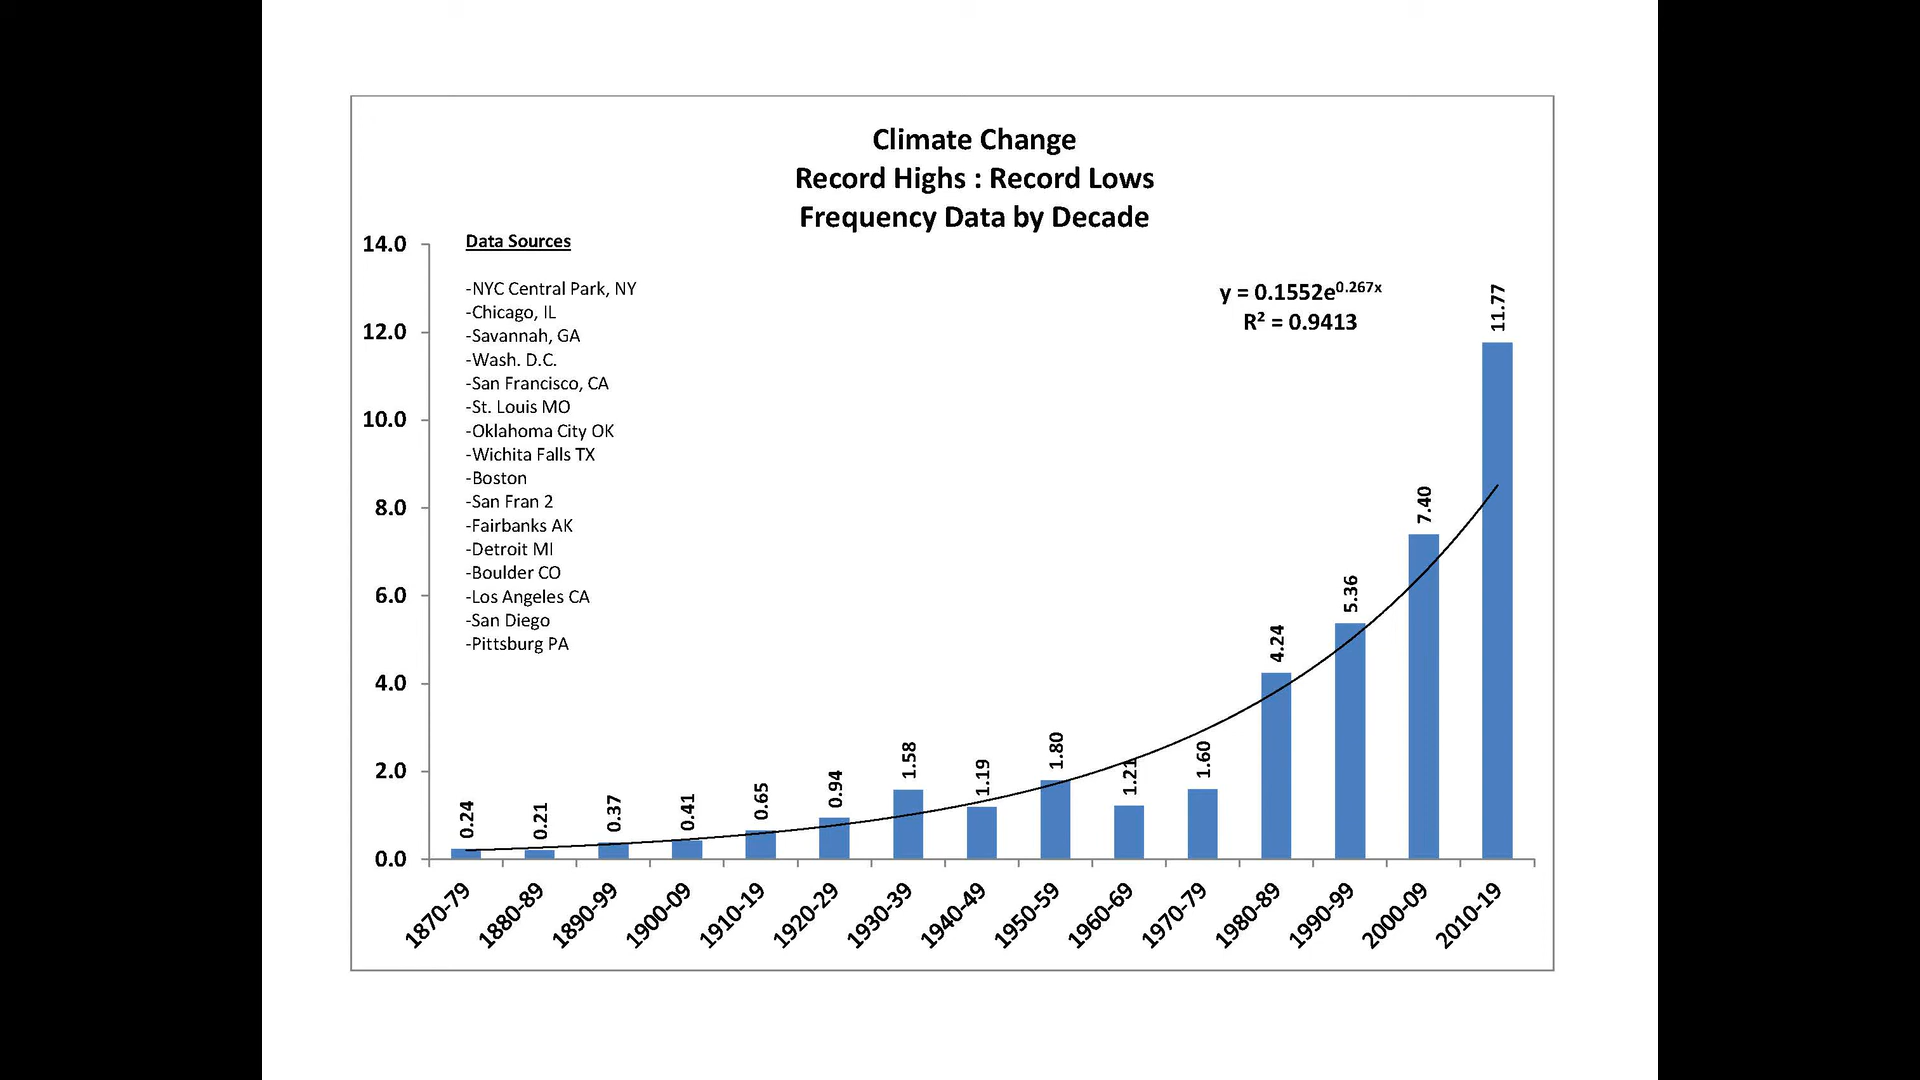 Climate Change
Record Highs : Record Lows
Frequency Data by Decade
Data Sources
-NYC Central Park, NY
-Chicago, IL
-Savannah, GA
-Wash. D.C.
-San Francisco, CA
-St. Louis MO
-Oklahoma City OK
-Wichita Falls TX
-Boston
-San Fran 2
-Fairbanks AK
-Detroit MI
-Boulder CO
-Los Angeles CA
-San Diego
-Pittsburg PA
y = 0.1552e^0.267x
R² = 0.9413
14.0
12.0
10.0
8.0
6.0
4.0
2.0
0.0
0.24
0.21
0.37
0.41
0.65
0.94
1.58
1.19
1.80
1.21
1.60
4.24
5.36
7.40
11.77
1870-79
1880-89
1890-99
1900-09
1910-19
1920-29
1930-39
1940-49
1950-59
1960-69
1970-79
1980-89
1990-99
2000-09
2010-19